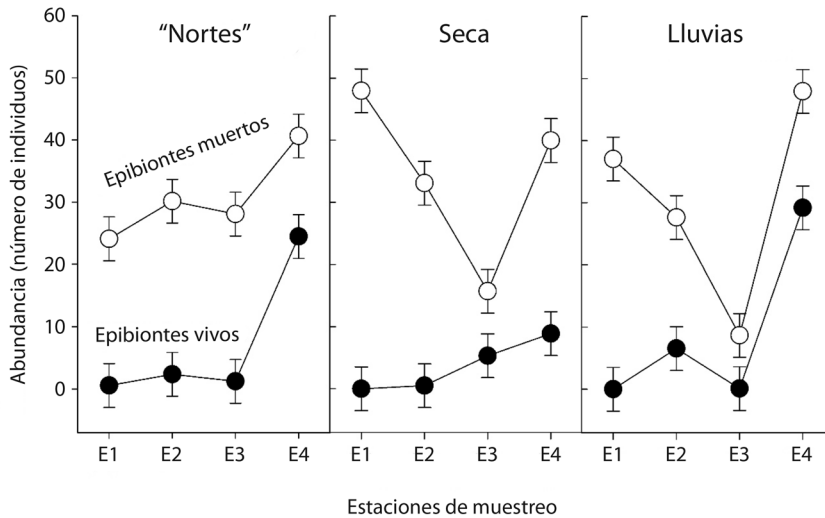 "Nortes"
Seca
Lluvias
Abundancia (número de individuos)
60
50
40
30
20
10
0
Epibiontes muertos
Epibiontes vivos
E1 E2 E3 E4 E1 E2 E3 E4 E1 E2 E3 E4
Estaciones de muestreo